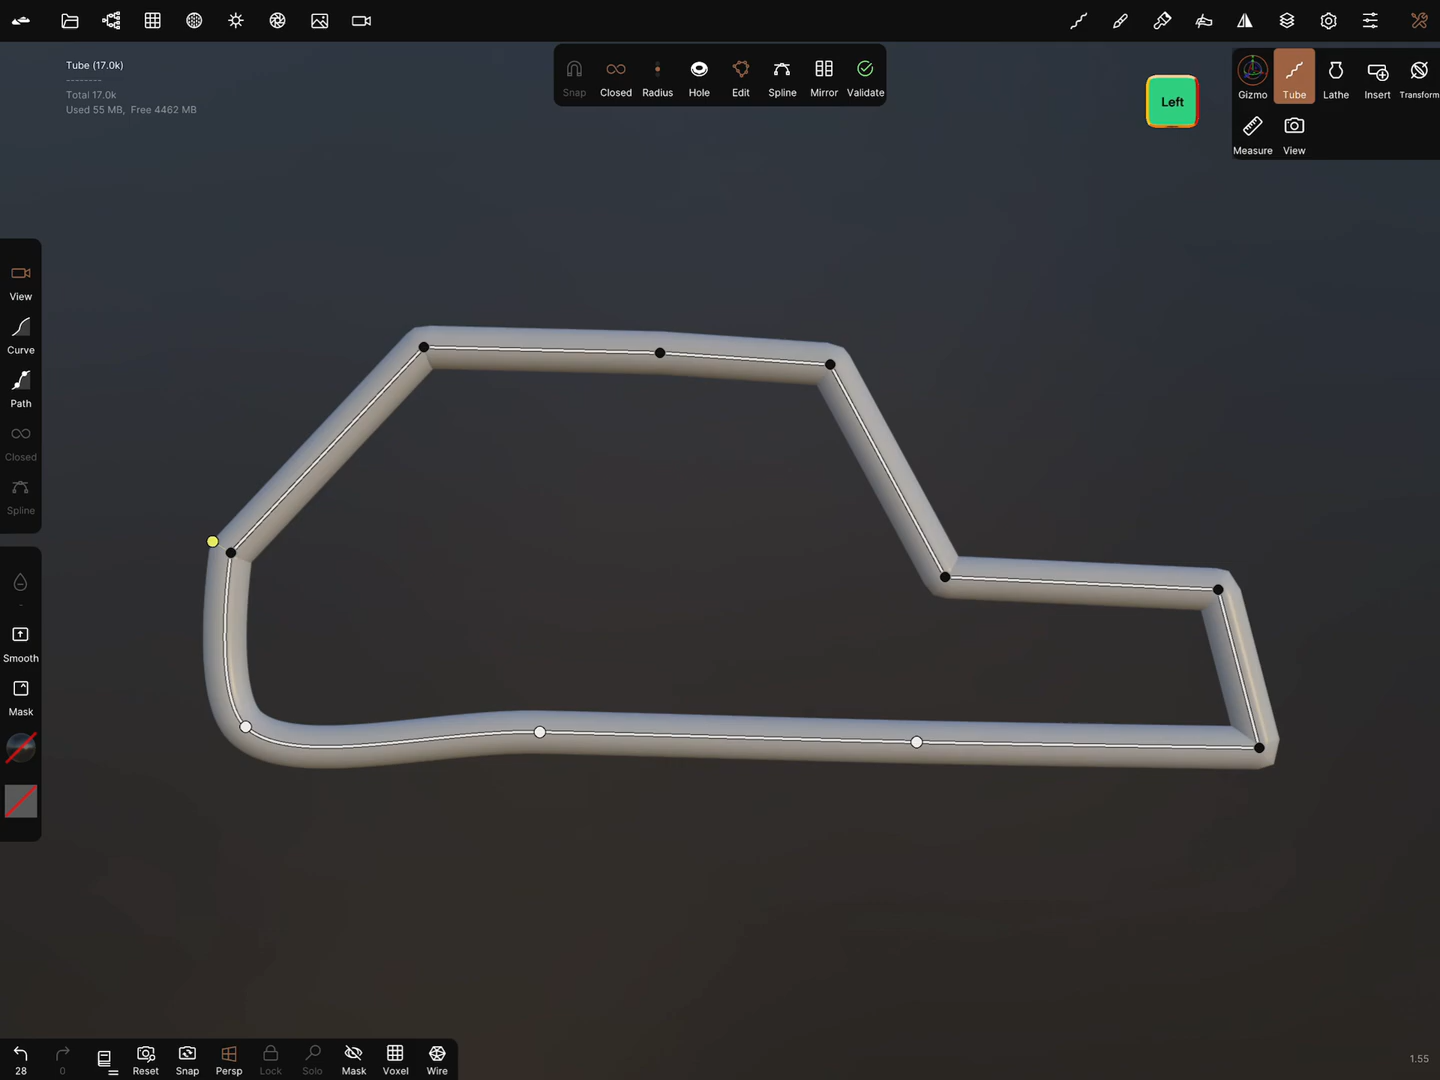 Tube (17.0k)
--------
Total 17.0k
Used 55 MB, Free 4462 MB
Snap
Closed
Radius
Hole
Edit
Spline
Mirror
Validate
Left
Gizmo
Tube
Lathe
Insert
Transform
Measure
View
View
Curve
Path
Closed
Spline
-
Smooth
Mask
28
0
Reset
Snap
Persp
Lock
Solo
Mask
Voxel
Wire
1.55